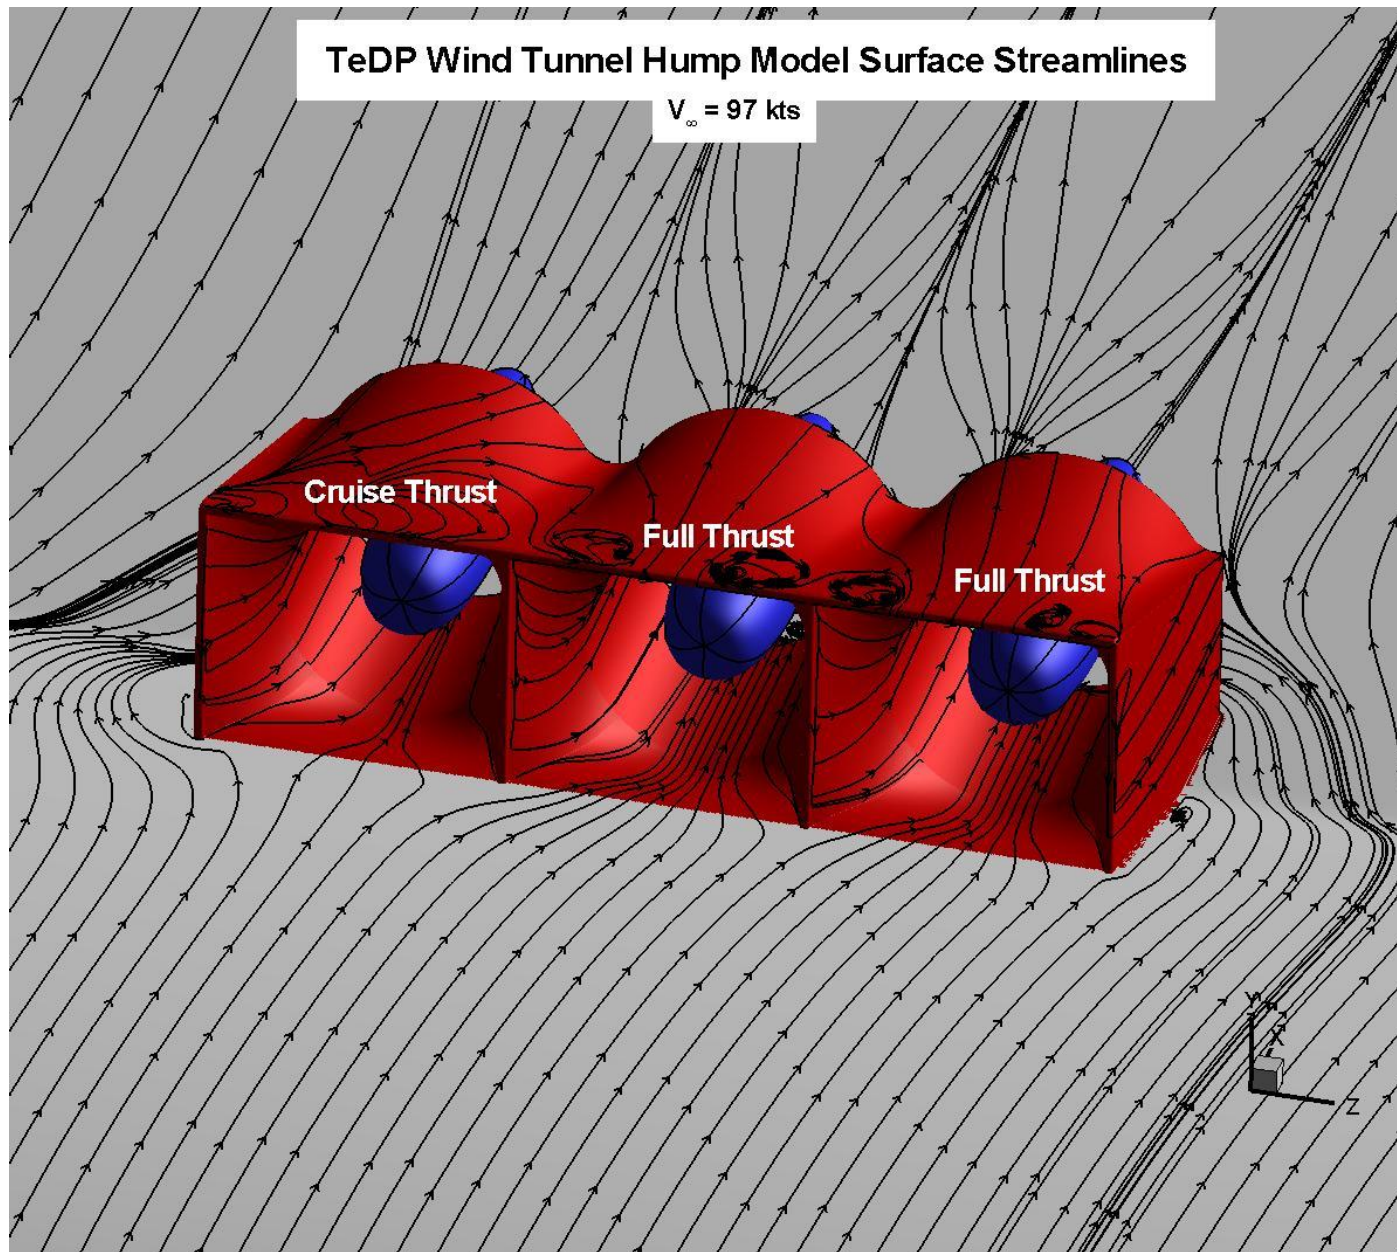 TeDP Wind Tunnel Hump Model Surface Streamlines
V∞ = 97 kts
Cruise Thrust
Full Thrust
Full Thrust
Y
X
Z